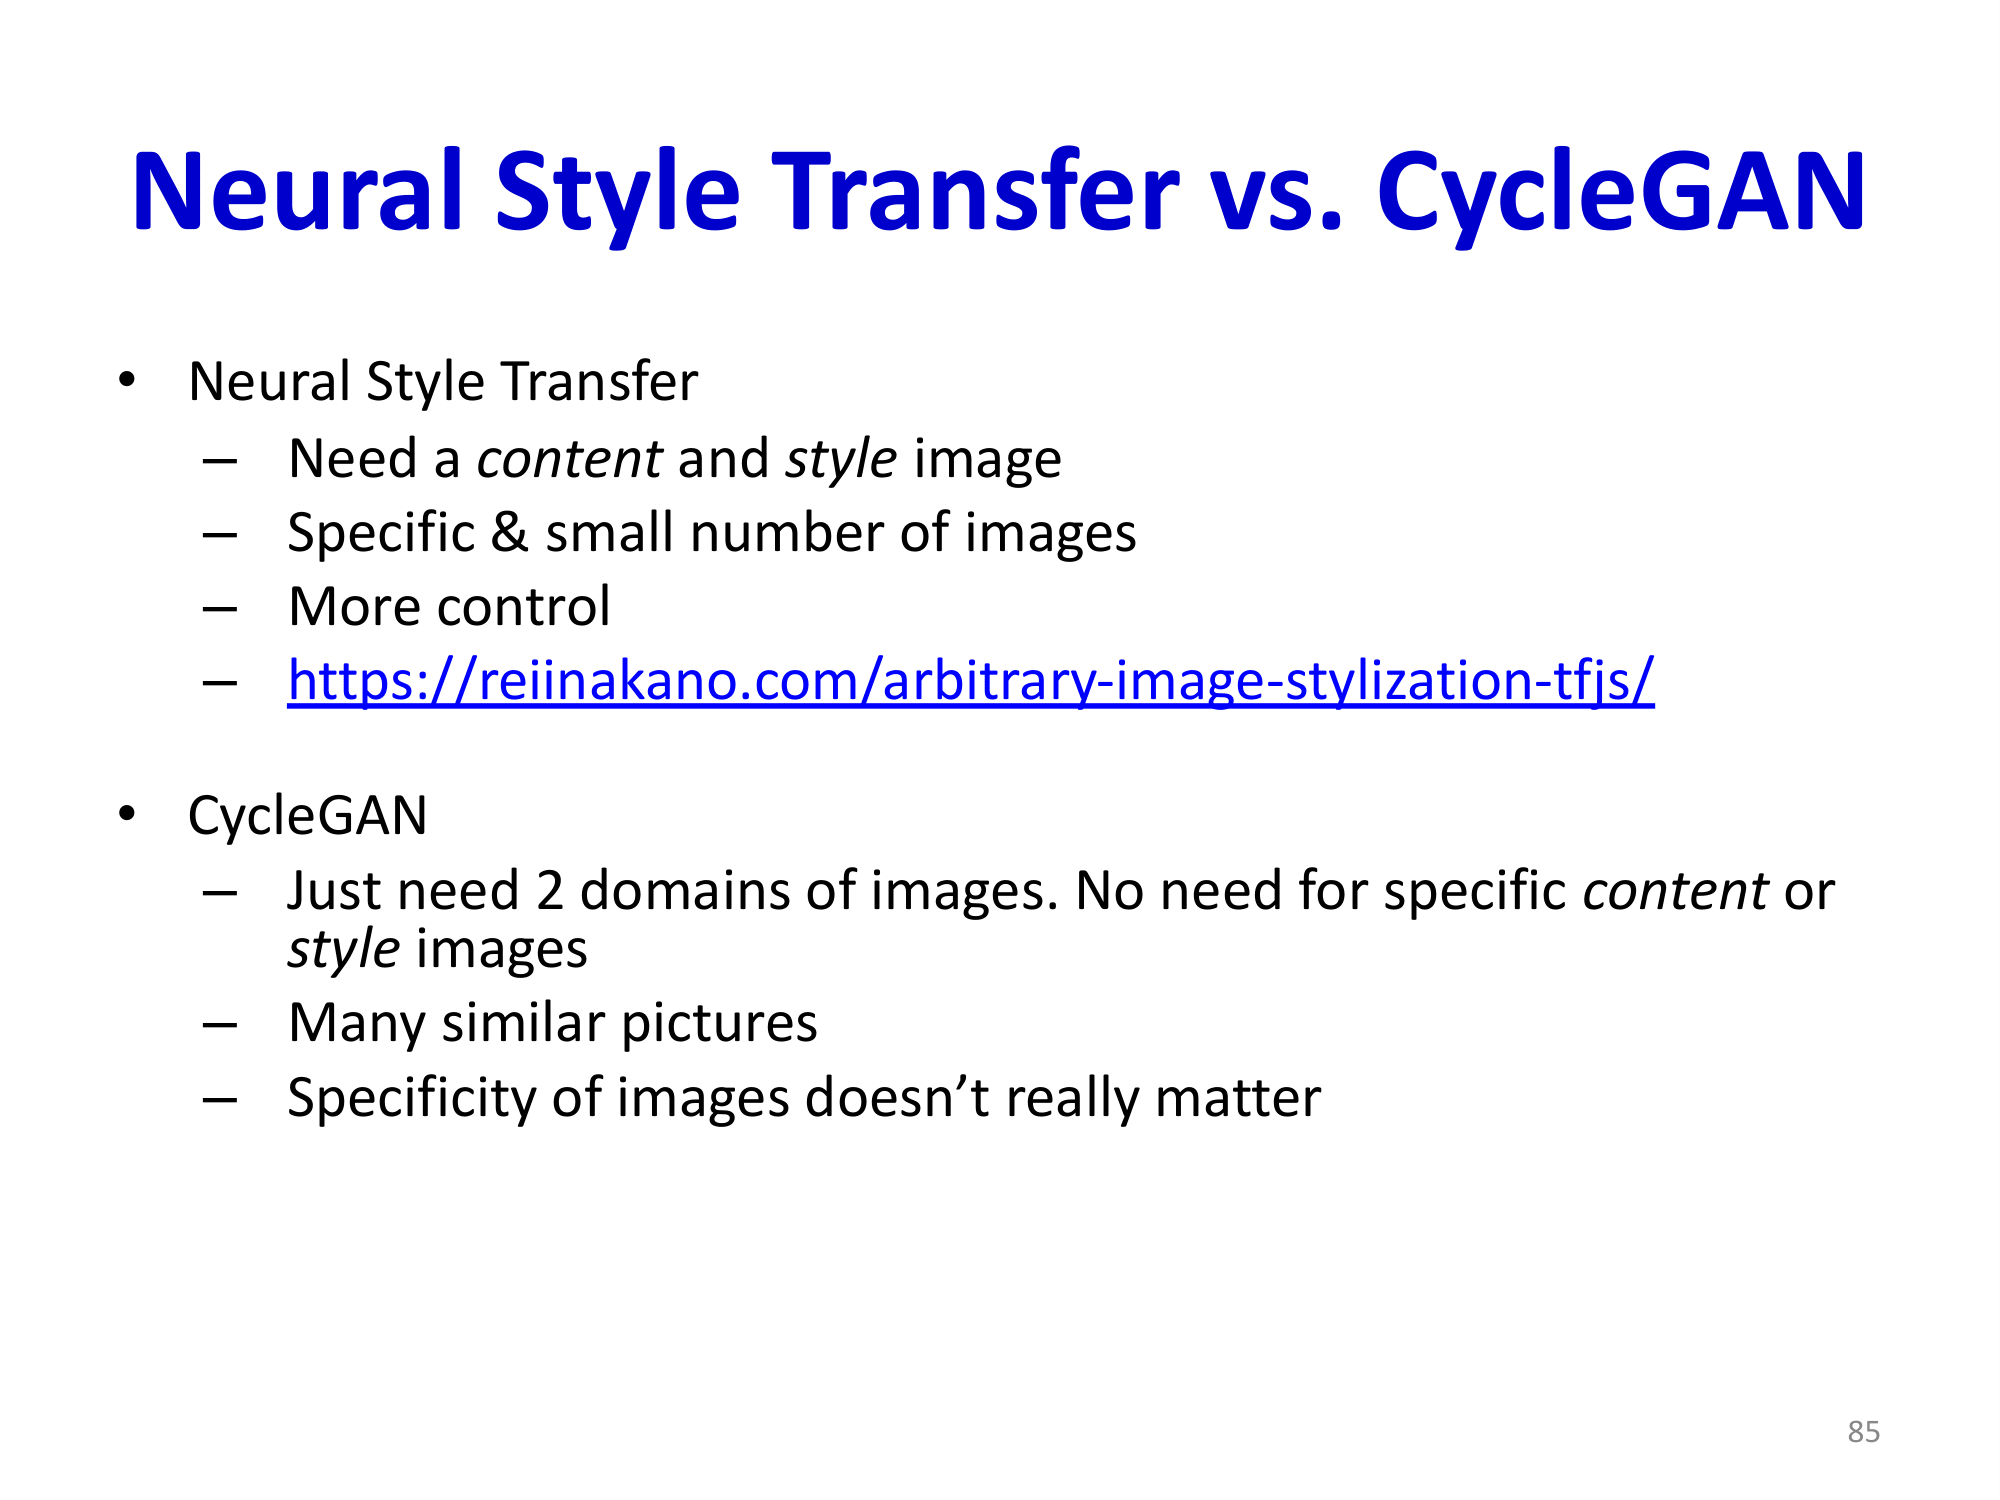 Neural Style Transfer vs. CycleGAN
• Neural Style Transfer
– Need a content and style image
– Specific & small number of images
– More control
– https://reiinakano.com/arbitrary-image-stylization-tfjs/
• CycleGAN
– Just need 2 domains of images. No need for specific content or
style images
– Many similar pictures
– Specificity of images doesn’t really matter
85